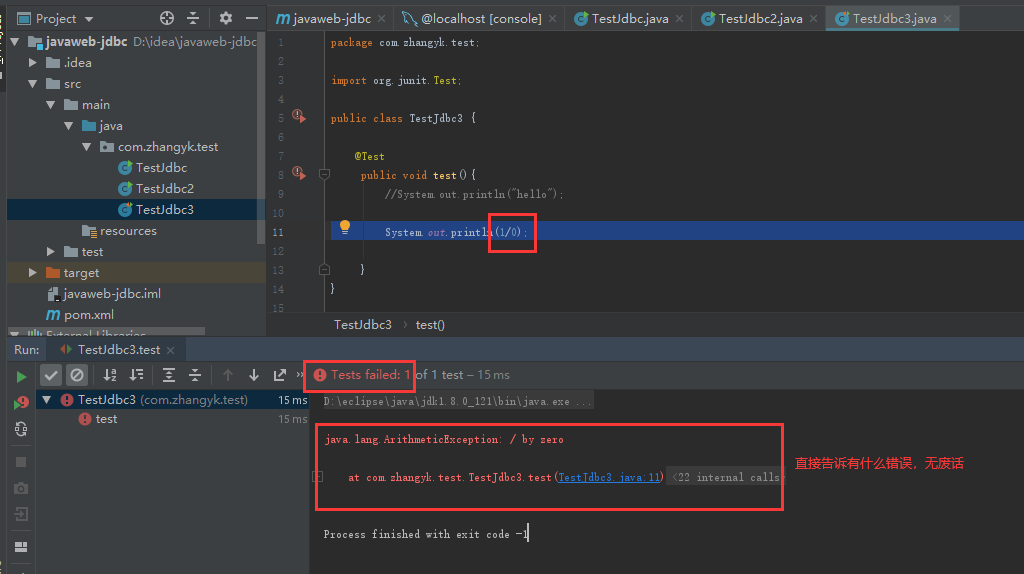 Project
javaweb-jdbc
@localhost [console]
TestJdbc.java
TestJdbc2.java
TestJdbc3.java
javaweb-jdbc D:\idea\javaweb-jdbc
.idea
src
main
java
com.zhangyk.test
TestJdbc
TestJdbc2
TestJdbc3
resources
test
target
javaweb-jdbc.iml
pom.xml
External Libraries
1 package com.zhangyk.test;
2
3 import org.junit.Test;
4
5 public class TestJdbc3 {
6
7 @Test
8 public void test(){
9 //System.out.println("hello");
10
11 System.out.println(1/0);
12
13 }
14 }
15
TestJdbc3 › test()
Run: TestJdbc3.test
» Tests failed: 1 of 1 test – 15 ms
TestJdbc3 (com.zhangyk.test) 15 ms
test 15 ms
D:\eclipse\java\jdk1.8.0_121\bin\java.exe ...
java.lang.ArithmeticException: / by zero
at com.zhangyk.test.TestJdbc3.test(TestJdbc3.java:11) <22 internal calls
直接告诉有什么错误，无废话
Process finished with exit code -1